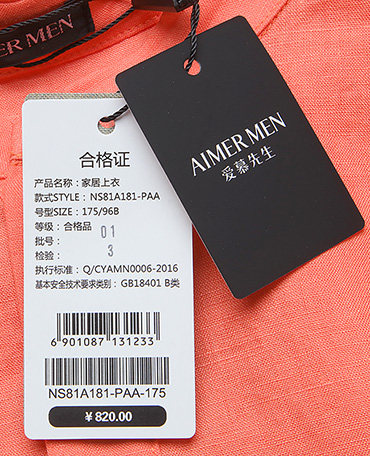 AIMER MEN
AIMER MEN
爱慕先生
合格证
产品名称：家居上衣
款式STYLE：NS81A181-PAA
号型SIZE：175/96B
等级：合格品
批号：01
检验：3
执行标准：Q/CYAMN0006-2016
基本安全技术要求类别：GB18401 B类
6 901087 131233
NS81A181-PAA-175
¥820.00